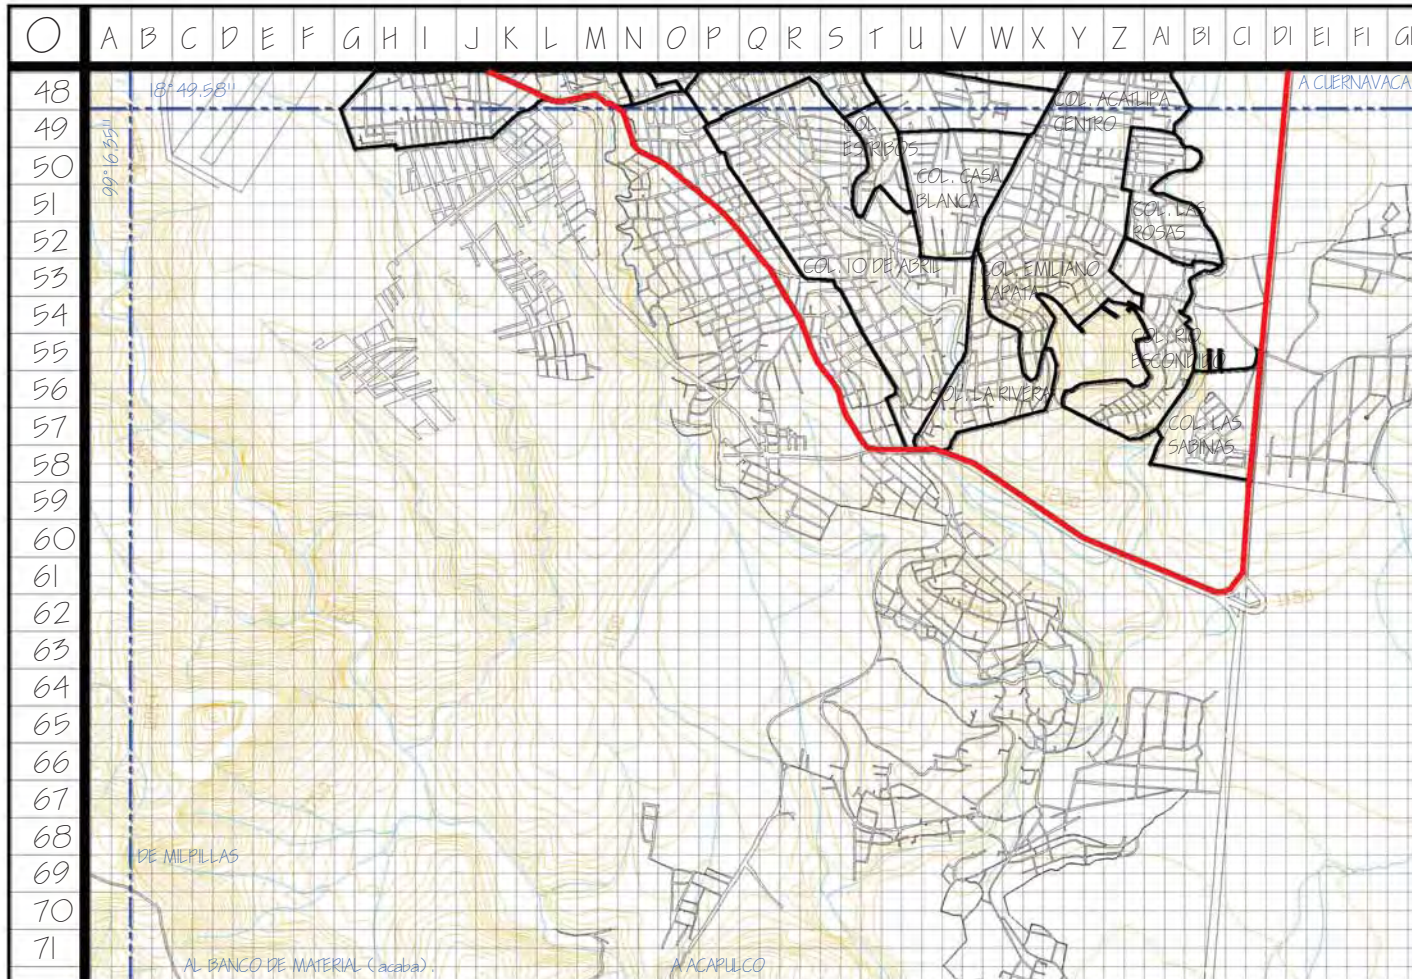 O A B C D E F G H I J K L M N O P Q R S T U V W X Y Z A1 B1 C1 D1 E1 F1
48
49
50
51
52
53
54
55
56
57
58
59
60
61
62
63
64
65
66
67
68
69
70
71
18°49.58''
A CUERNAVACA
99°16.35''
COL. ACATLIPA
CENTRO
COL.
ESTRIBOS
COL. CASA
BLANCA
COL. LAS
ROSAS
COL. 10 DE ABRIL
COL. EMILIANO
ZAPATA
COL. RIO
ESCONDIDO
COL. LA RIVERA
COL. LAS
SABINAS
1150
DE MILPILLAS
AL BANCO DE MATERIAL (acaba).
A ACAPULCO